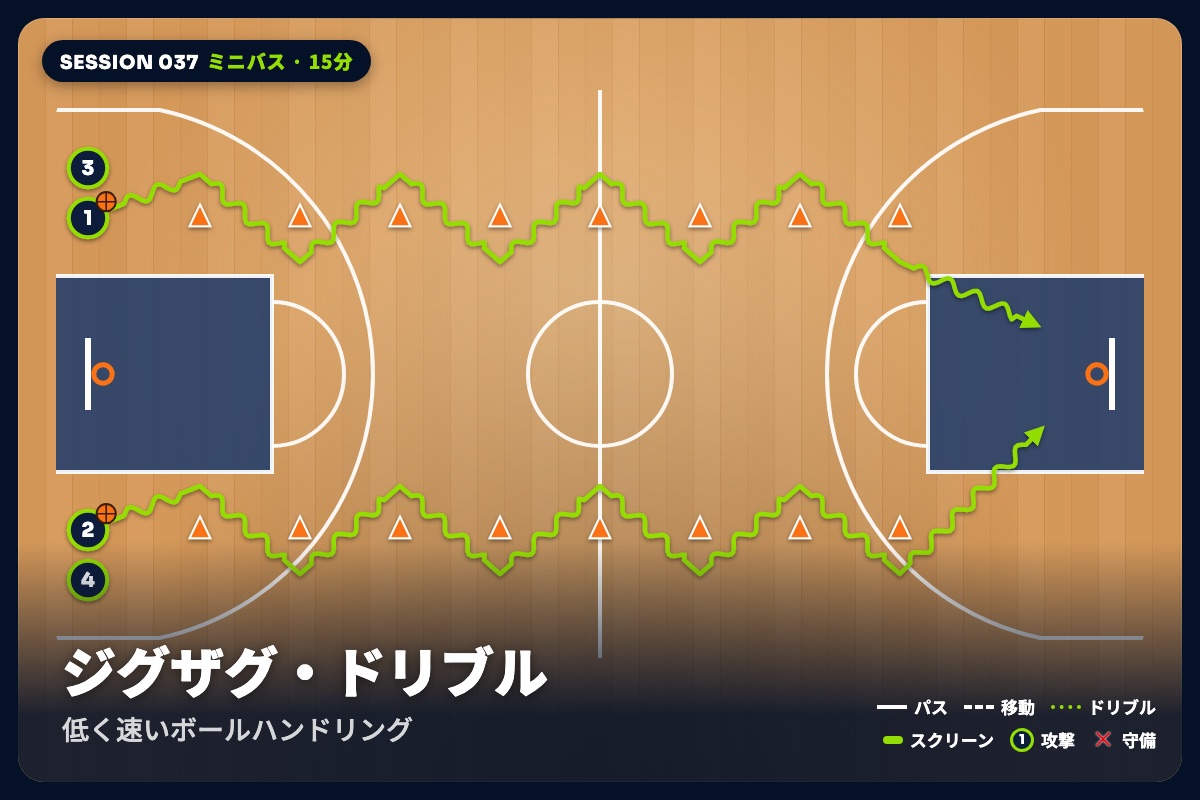 SESSION 037 ミニバス・15分
3
1
2
4
ジグザグ・ドリブル
低く速いボールハンドリング
パス 移動 ドリブル
スクリーン 1 攻撃 守備